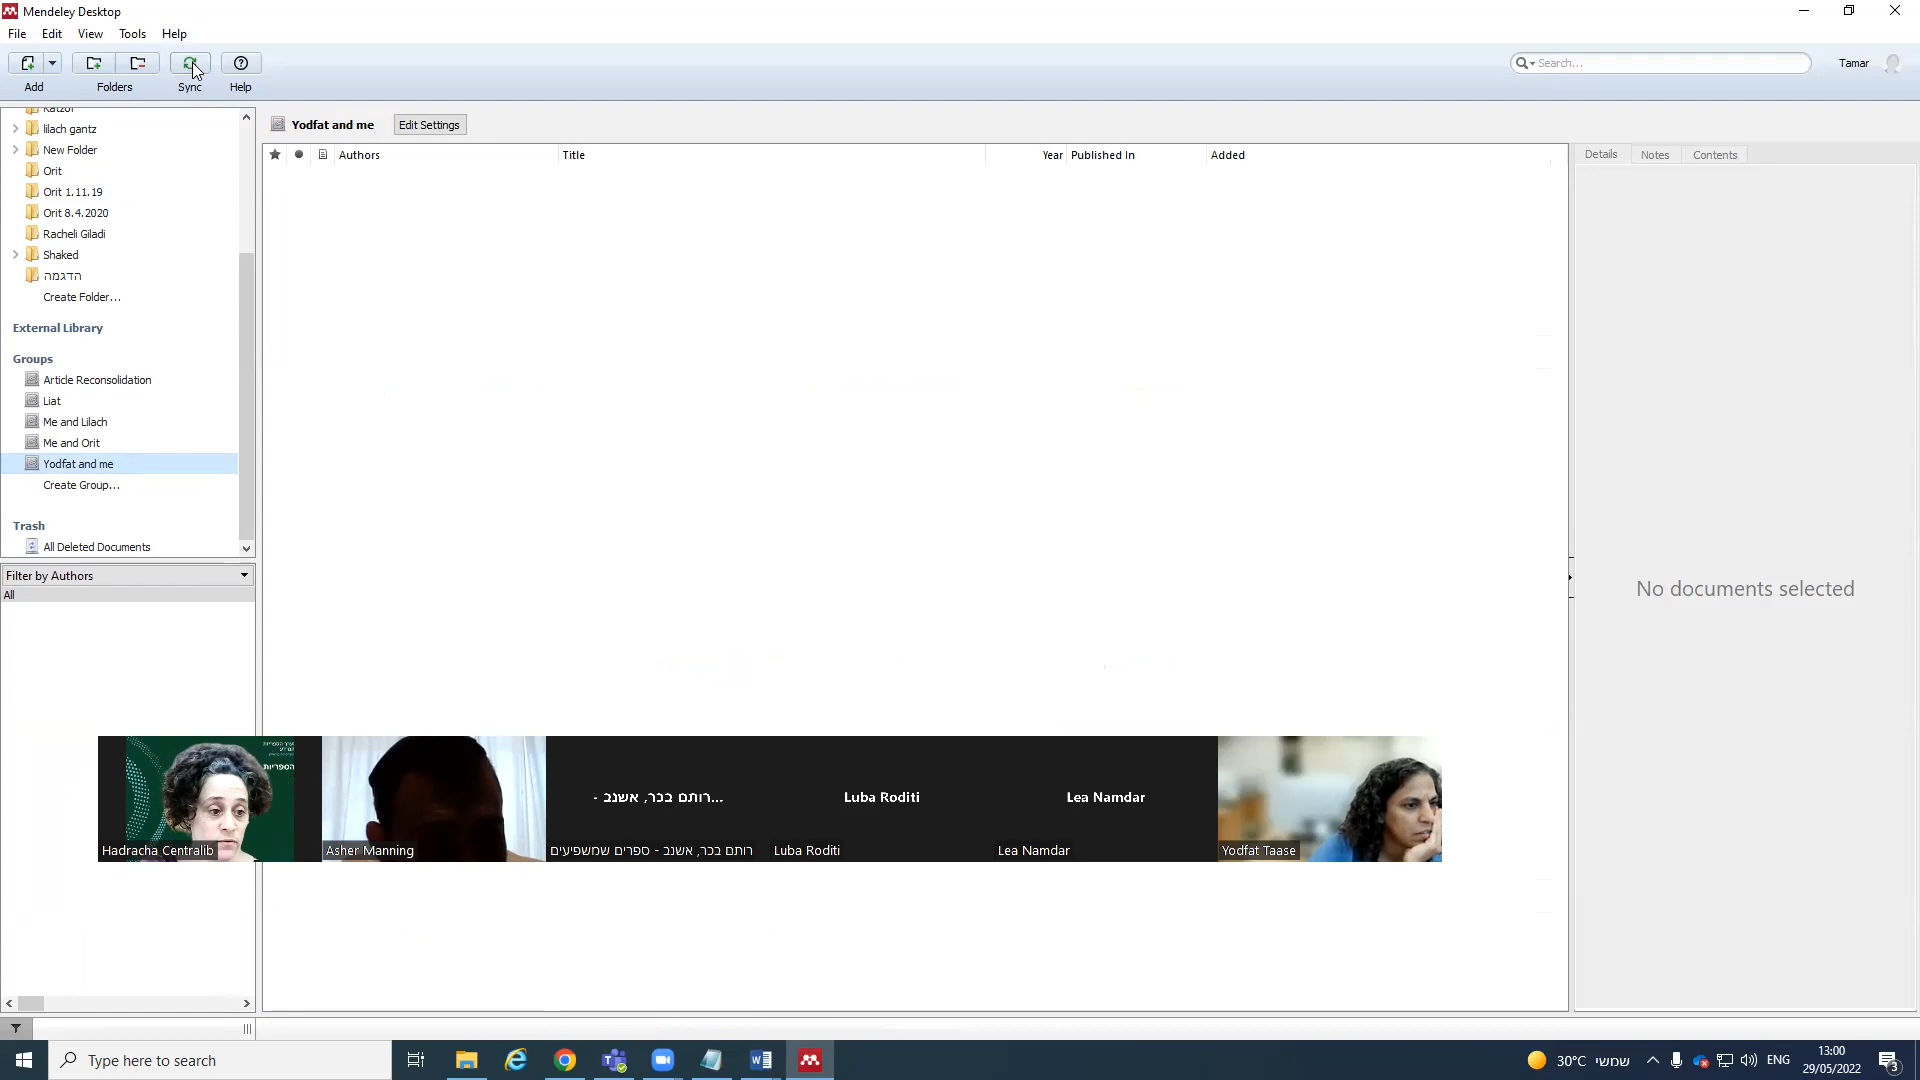 Mendeley Desktop
File Edit View Tools Help
Add Folders Sync Help
Search...
Tamar
Katzof
lilach gantz
New Folder
Orit
Orit 1.11.19
Orit 8.4.2020
Racheli Giladi
Shaked
הדגמה
Create Folder...
External Library
Groups
Article Reconsolidation
Liat
Me and Lilach
Me and Orit
Yodfat and me
Create Group...
Trash
All Deleted Documents
Filter by Authors
All
Yodfat and me Edit Settings
Authors Title Year Published In Added
Details Notes Contents
No documents selected
הספריות
Hadracha Centralib
Asher Manning
רותם בכר, אשנב - ...
רותם בכר, אשנב - ספרים שמשפיעים
Luba Roditi
Luba Roditi
Lea Namdar
Lea Namdar
Yodfat Taase
Type here to search
30°C שמשי
ENG
13:00
29/05/2022
3